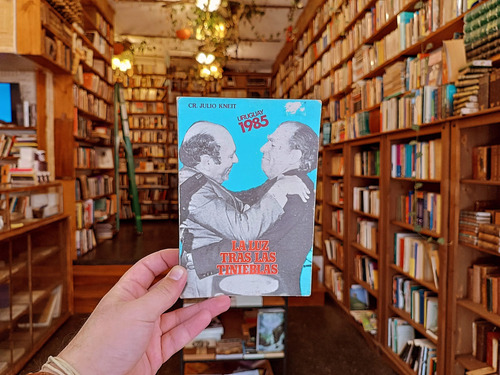 CR. JULIO KNEIT
URUGUAY
1985
LA LUZ
TRAS LAS
TINIEBLAS